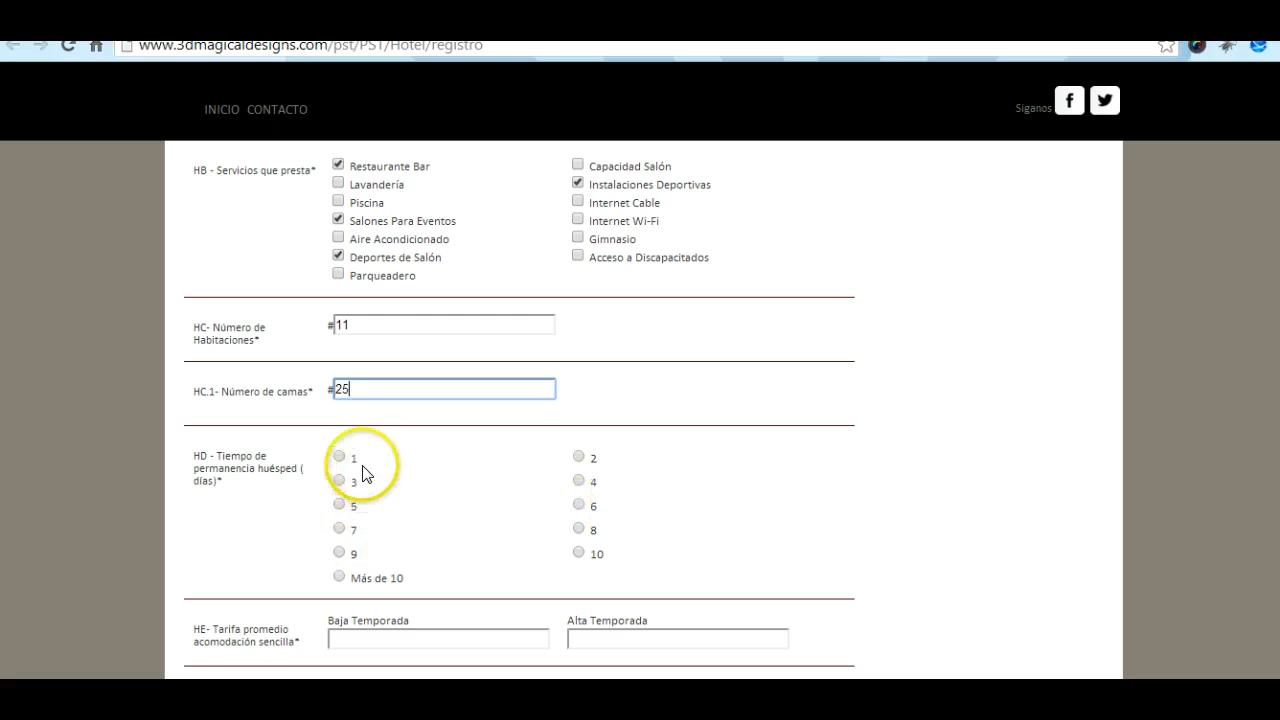 www.3dmagicaldesigns.com/pst/PST/Hotel/registro
INICIO CONTACTO
Síganos
HB - Servicios que presta*
Restaurante Bar
Capacidad Salón
Lavandería
Instalaciones Deportivas
Piscina
Internet Cable
Salones Para Eventos
Internet Wi-Fi
Aire Acondicionado
Gimnasio
Deportes de Salón
Acceso a Discapacitados
Parqueadero
HC- Número de
Habitaciones*
#11
HC.1- Número de camas*
#25
HD - Tiempo de
permanencia huésped (
días)*
1
2
3
4
5
6
7
8
9
10
Más de 10
HE- Tarifa promedio
acomodación sencilla*
Baja Temporada
Alta Temporada